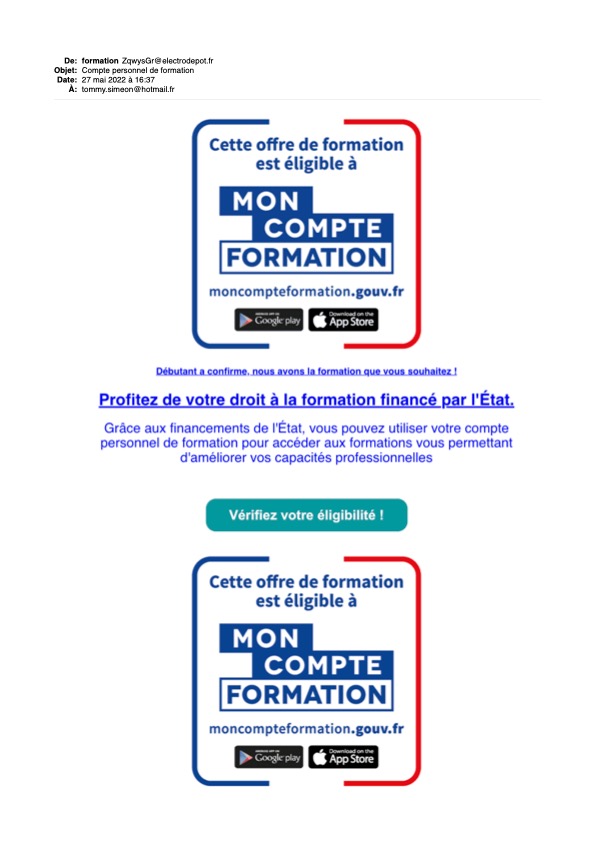 De: formation ZqwysGr@electrodepot.fr
Objet: Compte personnel de formation
Date: 27 mai 2022 à 16:37
À: tommy.simeon@hotmail.fr
Cette offre de formation
est éligible à
MON
COMPTE
FORMATION
moncompteformation.gouv.fr
ANDROID APP ON Google play Download on the App Store
Débutant a confirme, nous avons la formation que vous souhaitez !
Profitez de votre droit à la formation financé par l'État.
Grâce aux financements de l'État, vous pouvez utiliser votre compte
personnel de formation pour accéder aux formations vous permettant
d'améliorer vos capacités professionnelles
Vérifiez votre éligibilité !
Cette offre de formation
est éligible à
MON
COMPTE
FORMATION
moncompteformation.gouv.fr
ANDROID APP ON Google play Download on the App Store